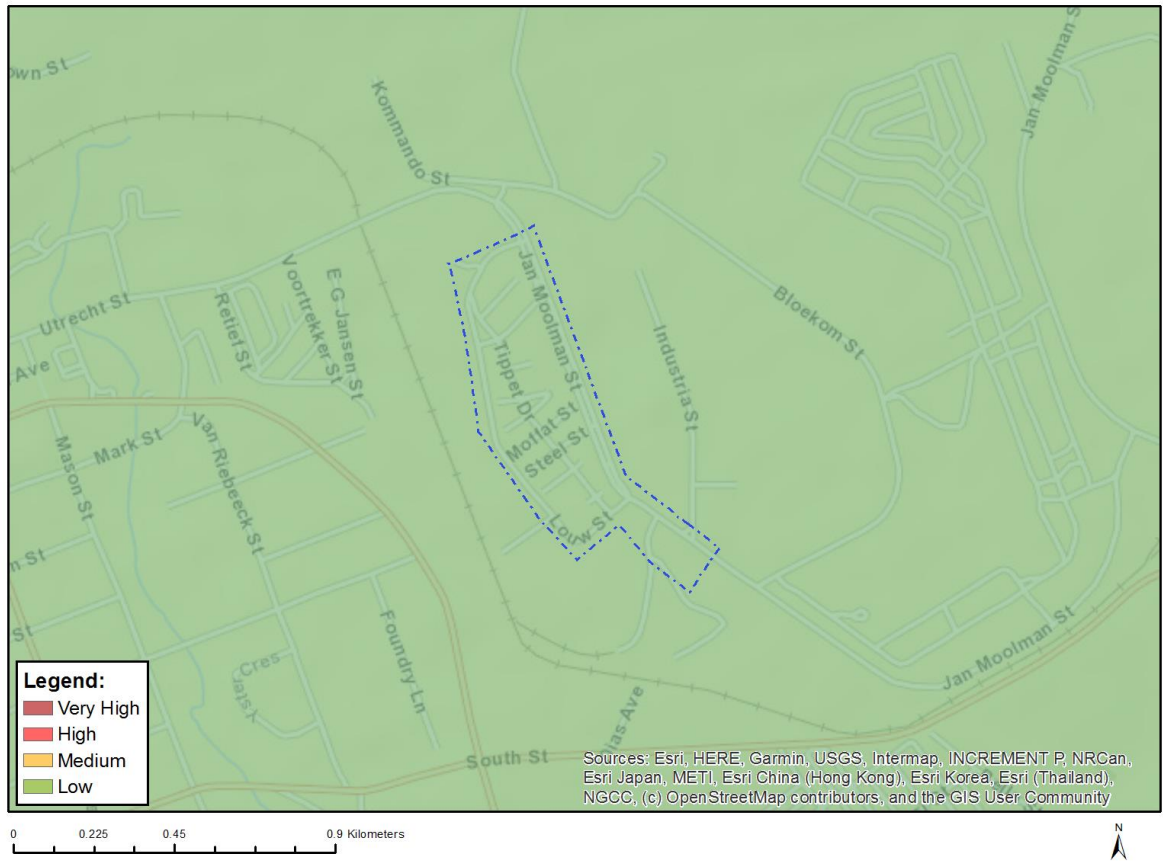 own St
Kommando St
Jan Moolman S
Utrecht St
Retief St
Voortrekker St
E G Jansen St
Jan Moolman St
Industria St
Bloekom St
Ave
Tippet Dr
Moffat St
Steel St
Mark St
Mason St
Van Riebeeck St
Louw St
n St
St
Cres
Yster
Foundry Ln
Jan Moolman St
Dias Ave
South St
Legend:
Very High
High
Medium
Low
Sources: Esri, HERE, Garmin, USGS, Intermap, INCREMENT P, NRCan,
Esri Japan, METI, Esri China (Hong Kong), Esri Korea, Esri (Thailand),
NGCC, (c) OpenStreetMap contributors, and the GIS User Community
0 0.225 0.45 0.9 Kilometers
N